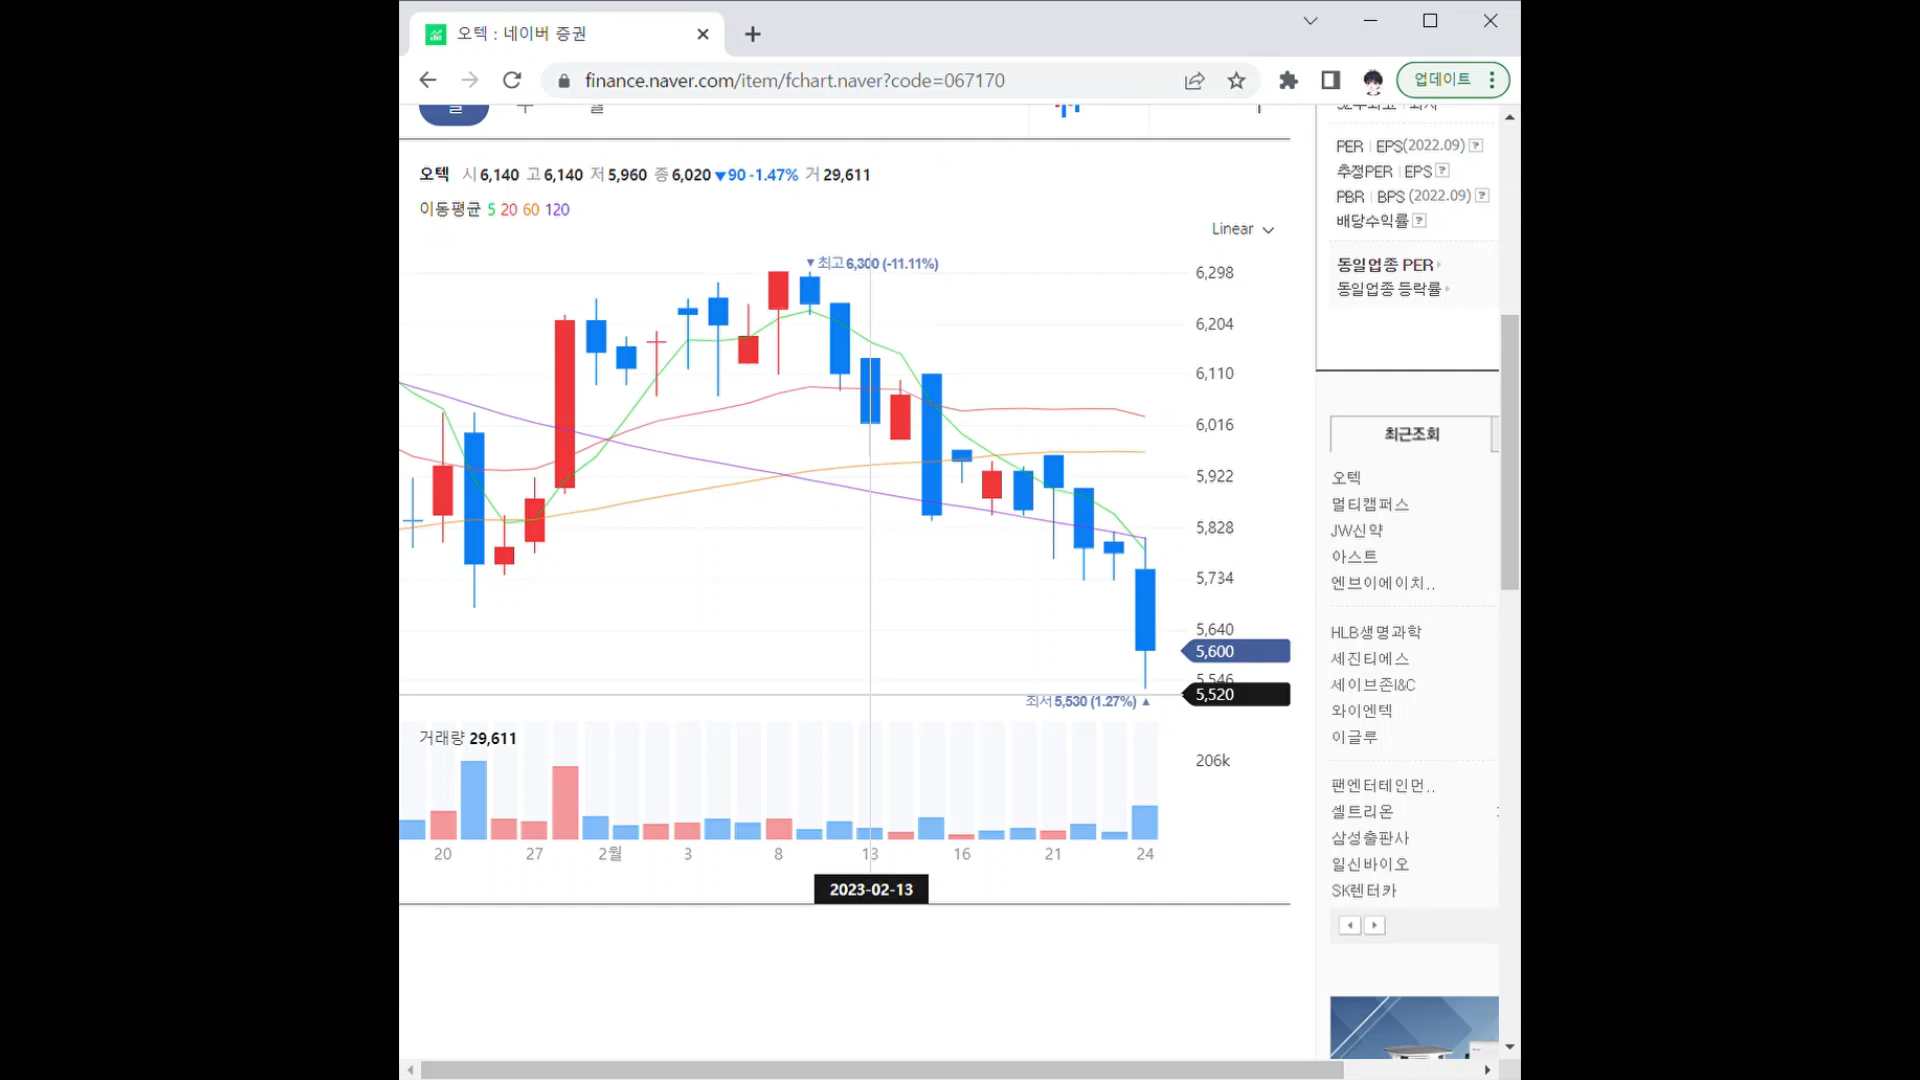 오텍 : 네이버 증권
finance.naver.com/item/fchart.naver?code=067170
업데이트
오텍 시 6,140 고 6,140 저 5,960 종 6,020 ▼90 -1.47% 거 29,611
이동평균 5 20 60 120
Linear
▼최고 6,300 (-11.11%)
6,298
6,204
6,110
6,016
5,922
5,828
5,734
5,640
5,600
5,546
5,520
최저 5,530 (1.27%) ▲
거래량 29,611
206k
20 27 2월 3 8 13 16 21 24
2023-02-13
PER | EPS(2022.09) ?
추정PER | EPS ?
PBR | BPS (2022.09) ?
배당수익률 ?
동일업종 PER
동일업종 등락률
최근조회
오텍
멀티캠퍼스
JW신약
아스트
엔브이에이치..
HLB생명과학
세진티에스
세이브존I&C
와이엔텍
이글루
팬엔터테인먼..
셀트리온
삼성출판사
일신바이오
SK렌터카